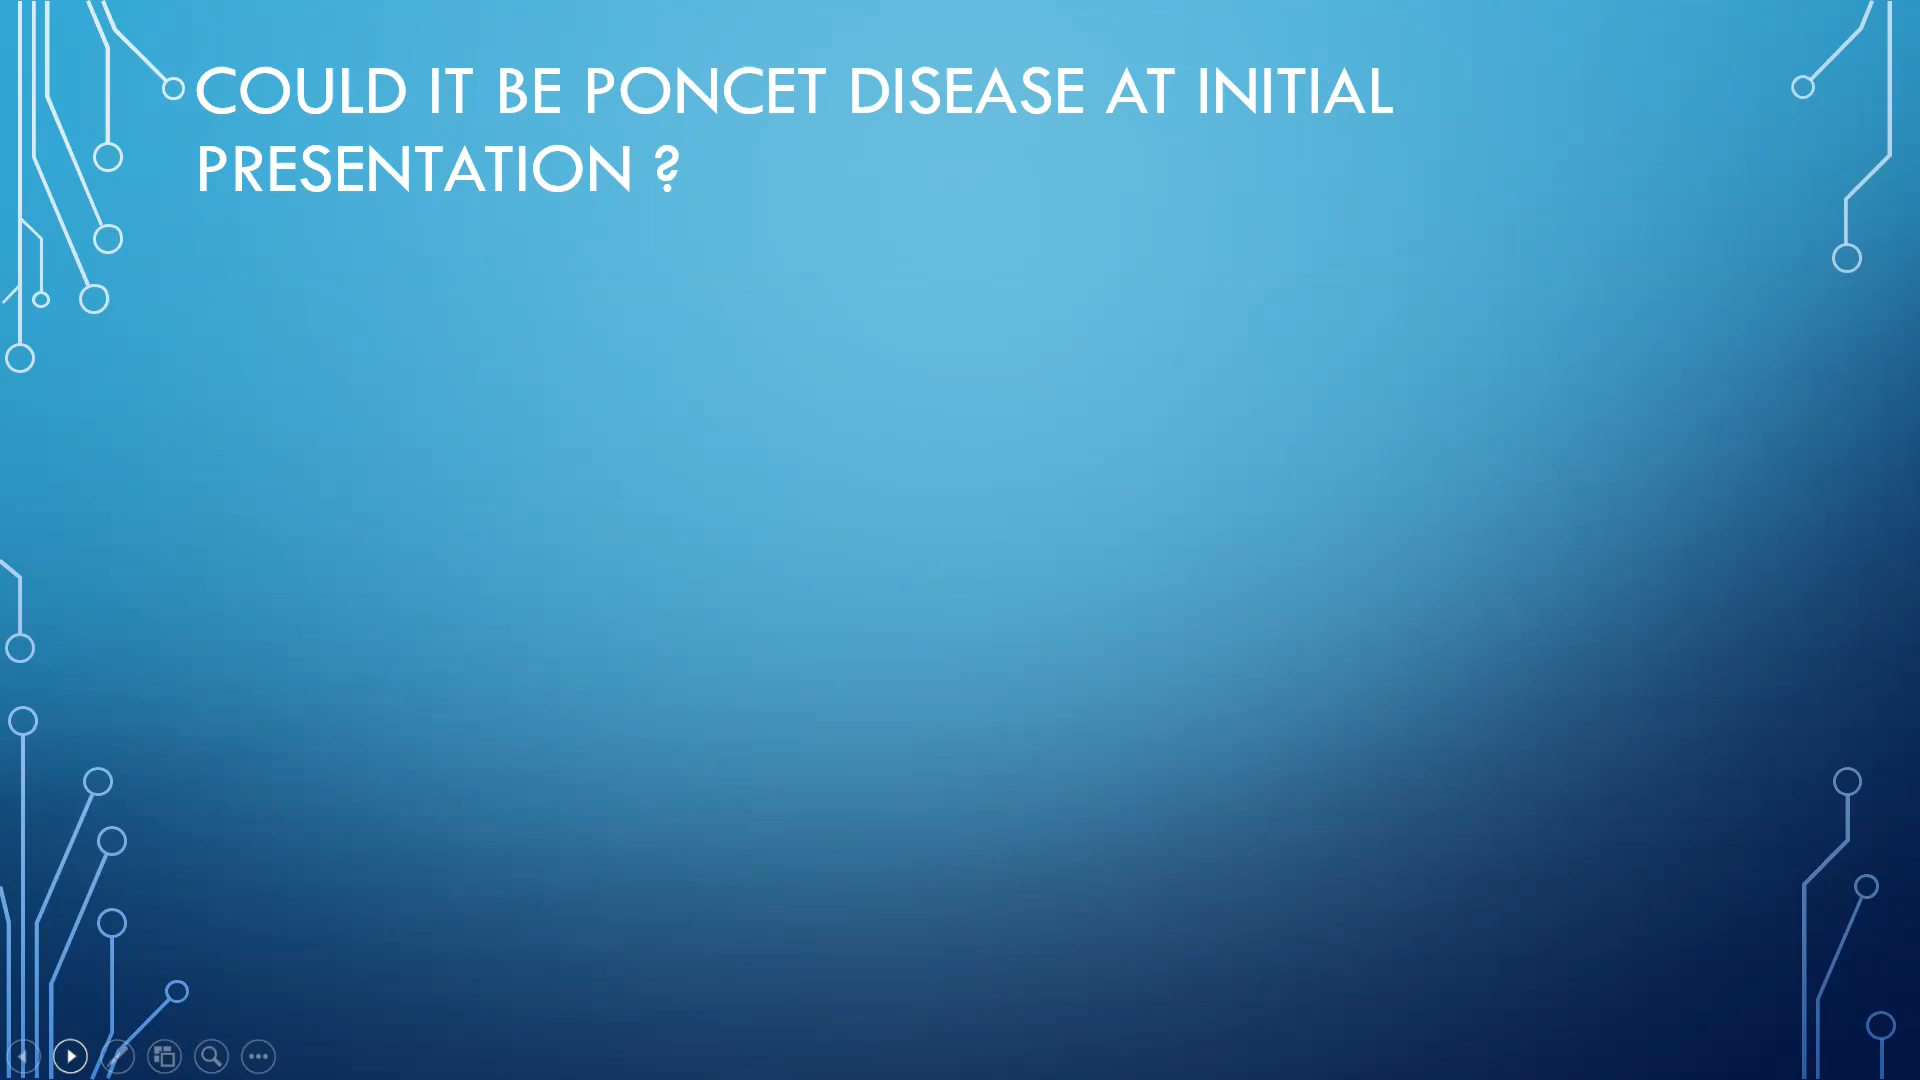 COULD IT BE PONCET DISEASE AT INITIAL
PRESENTATION ?